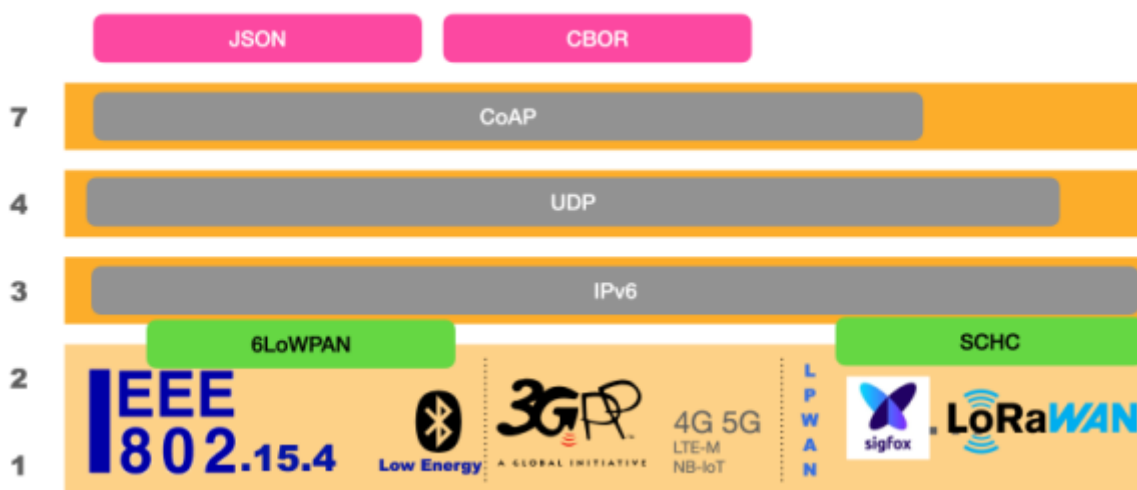 JSON CBOR
7 CoAP
4 UDP
3 IPv6
6LoWPAN SCHC
2
1
IEEE
802.15.4
Low Energy
3GPP
A GLOBAL INITIATIVE
4G 5G
LTE-M
NB-IoT
LPWAN
sigfox
. LoRaWAN